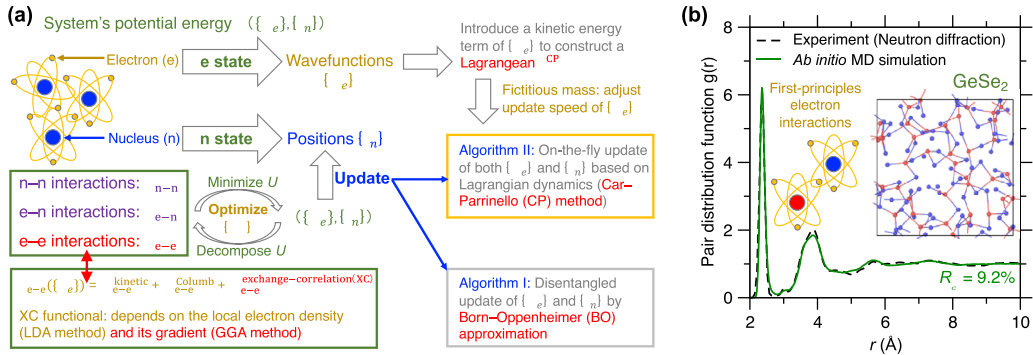 (a)
System's potential energy ({ e},{ n})
Electron (e)
e state
Wavefunctions
{ e}
Introduce a kinetic energy
term of { e} to construct a
Lagrangean CP
Fictitious mass: adjust
update speed of { e}
Nucleus (n)
n state
Positions { n}
Update
Algorithm II: On-the-fly update
of both { e} and { n} based on
Lagrangian dynamics (Car–
Parrinello (CP) method)
n–n interactions: n–n
e–n interactions: e–n
e–e interactions: e–e
Minimize U
Optimize
{ }
Decompose U
({ e},{ n})
e–e({ e}) = kinetic e–e + Columb e–e + exchange–correlation(XC) e–e
XC functional: depends on the local electron density
(LDA method) and its gradient (GGA method)
Algorithm I: Disentangled
update of { e} and { n} by
Born–Oppenheimer (BO)
approximation
(b)
Pair distribution function g(r)
8
6
4
2
0
2
4
6
8
10
r (Å)
Experiment (Neutron diffraction)
Ab initio MD simulation
First-principles
electron
interactions
GeSe2
R = 9.2%